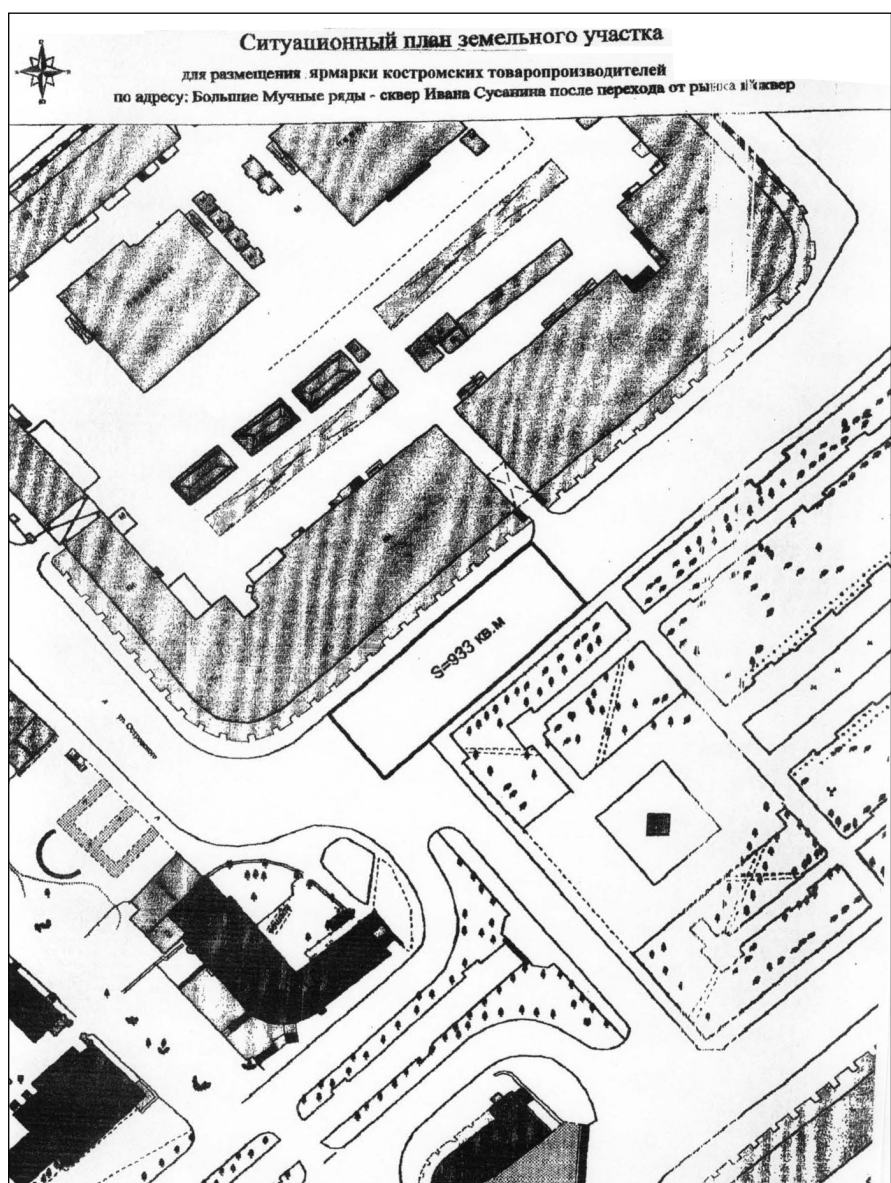 Ситуационный план земельного участка
для размещения ярмарки костромских товаропроизводителей
по адресу: Большие Мучные ряды - сквер Ивана Сусанина после перехода от рынка в сквер
S=933 кв.м
ул.